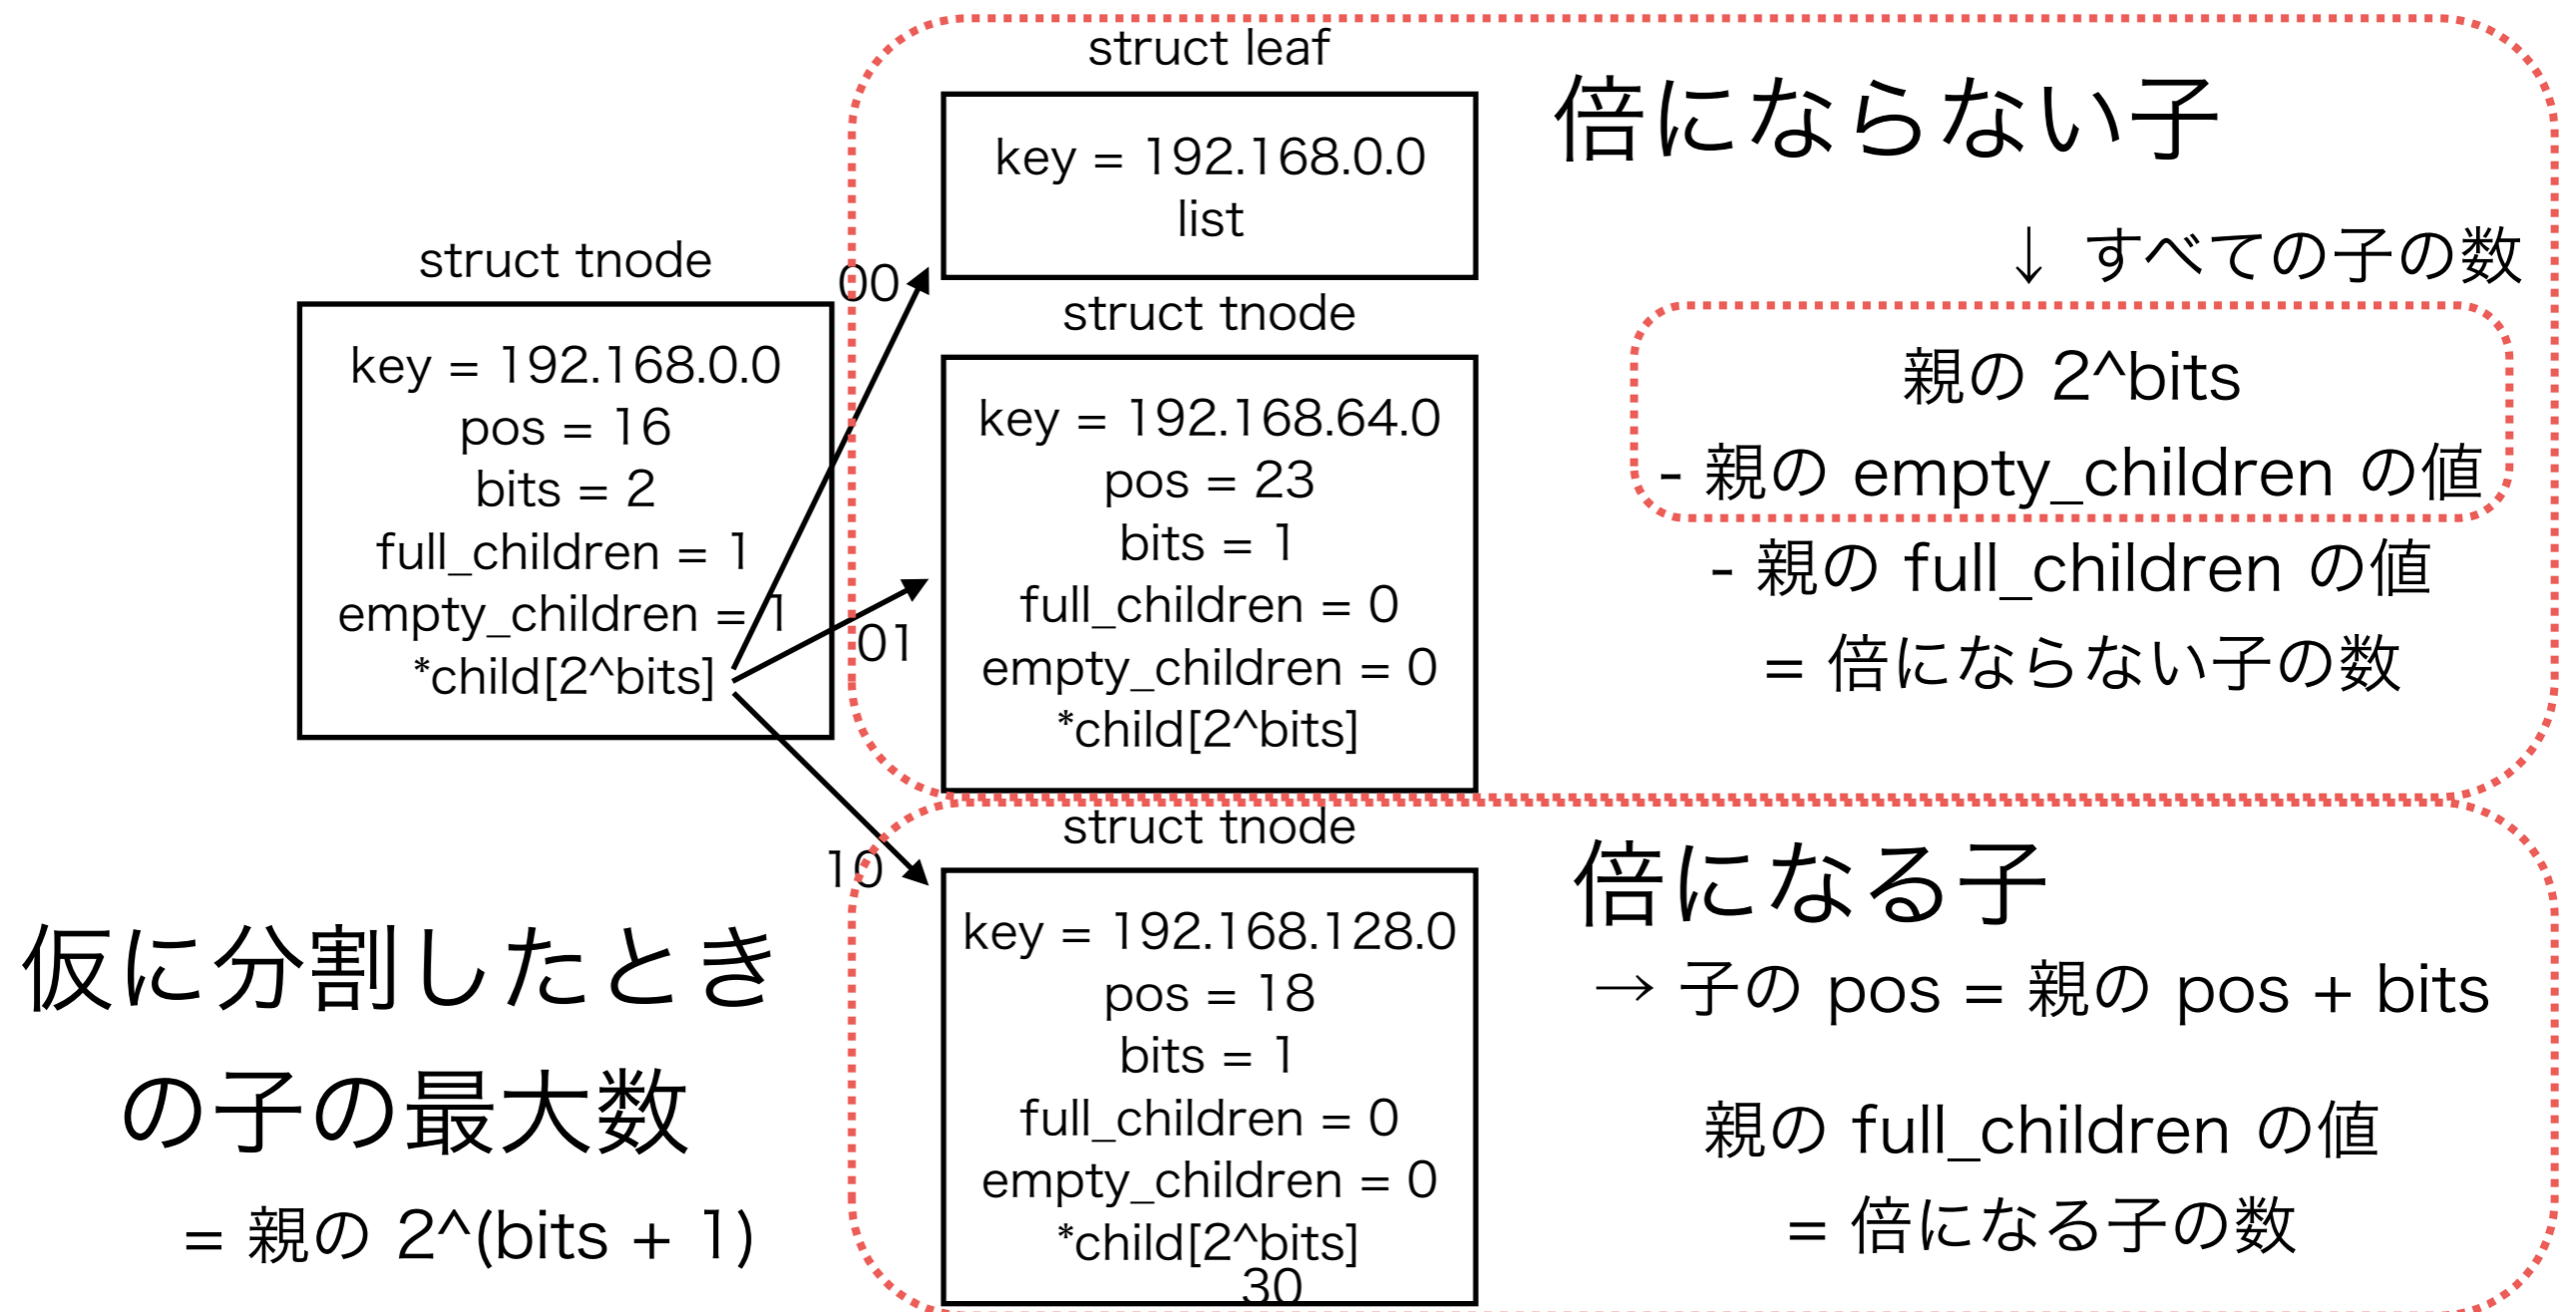 struct tnode
key = 192.168.0.0
pos = 16
bits = 2
full_children = 1
empty_children = 1
*child[2^bits]
00
01
10
struct leaf
key = 192.168.0.0
list
struct tnode
key = 192.168.64.0
pos = 23
bits = 1
full_children = 0
empty_children = 0
*child[2^bits]
struct tnode
key = 192.168.128.0
pos = 18
bits = 1
full_children = 0
empty_children = 0
*child[2^bits]
30
倍にならない子
↓ すべての子の数
親の 2^bits
- 親の empty_children の値
- 親の full_children の値
= 倍にならない子の数
倍になる子
→ 子の pos = 親の pos + bits
親の full_children の値
= 倍になる子の数
仮に分割したとき
の子の最大数
= 親の 2^(bits + 1)